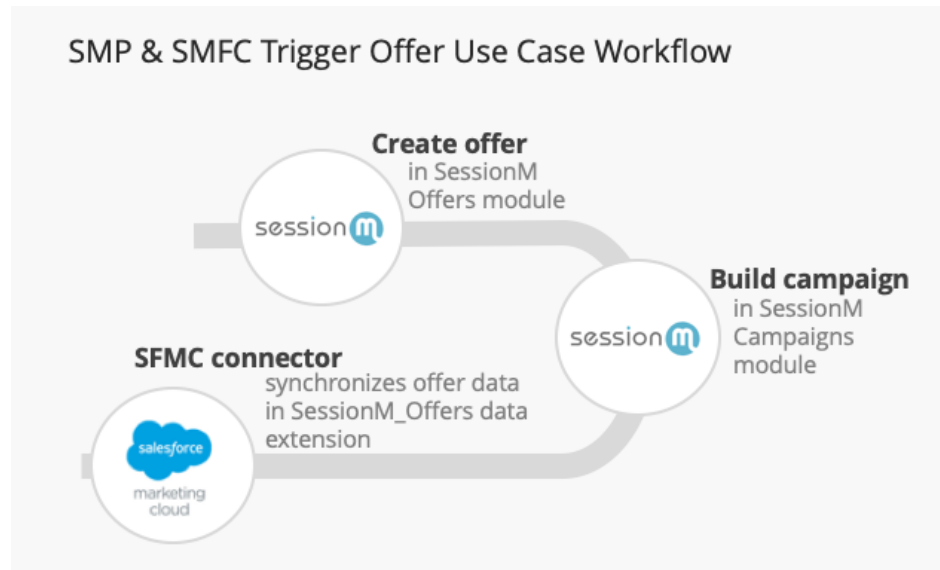 SMP & SMFC Trigger Offer Use Case Workflow
Create offer
in SessionM
Offers module
session m
Build campaign
in SessionM
Campaigns
module
session m
SFMC connector
synchronizes offer data
in SessionM_Offers data
extension
salesforce
marketing
cloud